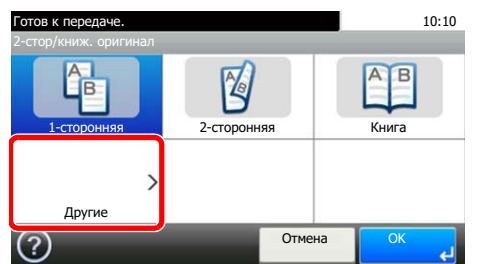 Готов к передаче. 10:10
2-стор/книж. оригинал
A B A B A B
1-сторонняя 2-сторонняя Книга
Другие
? Отмена OK